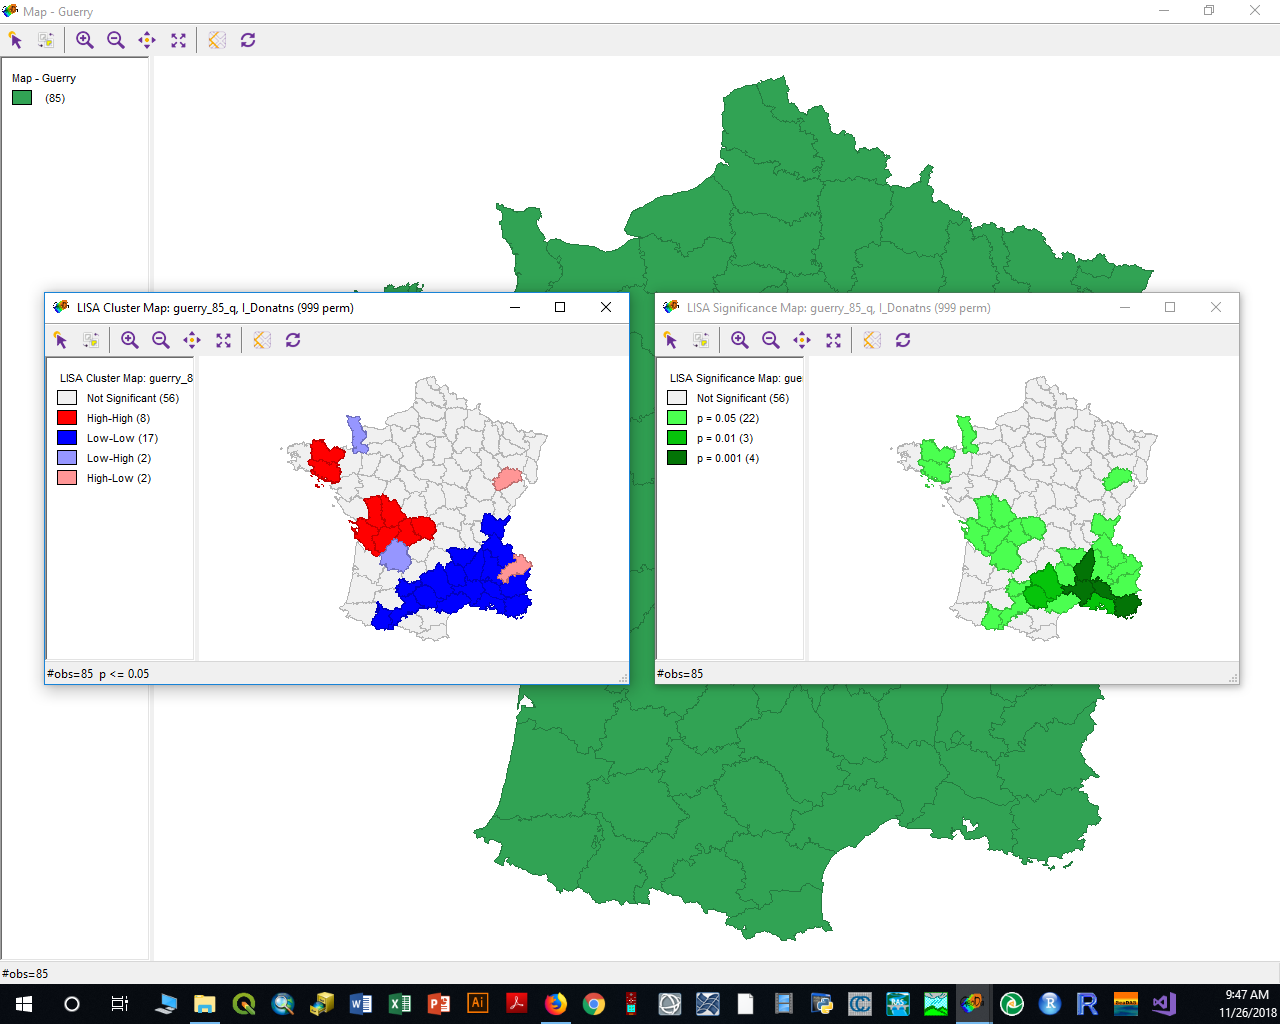 Map - Guerry
Map - Guerry
(85)
LISA Cluster Map: guerry_85_q, I_Donatns (999 perm)
LISA Cluster Map: guerry_8
Not Significant (56)
High-High (8)
Low-Low (17)
Low-High (2)
High-Low (2)
#obs=85 p <= 0.05
LISA Significance Map: guerry_85_q, I_Donatns (999 perm)
LISA Significance Map: gue
Not Significant (56)
p = 0.05 (22)
p = 0.01 (3)
p = 0.001 (4)
#obs=85
#obs=85
9:47 AM
11/26/2018